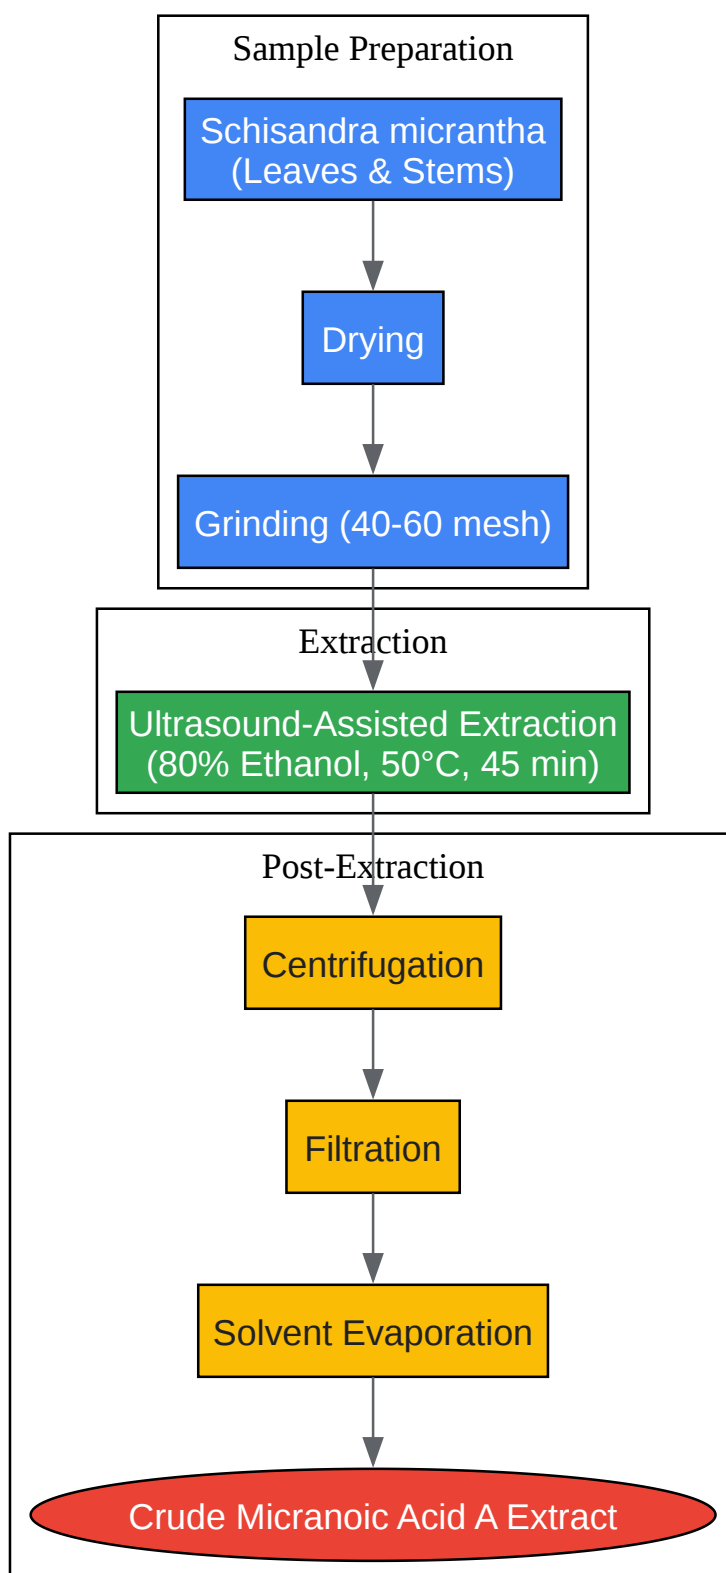 Sample Preparation
Schisandra micrantha
(Leaves & Stems)
Drying
Grinding (40-60 mesh)
Extraction
Ultrasound-Assisted Extraction
(80% Ethanol, 50°C, 45 min)
Post-Extraction
Centrifugation
Filtration
Solvent Evaporation
Crude Micranoic Acid A Extract